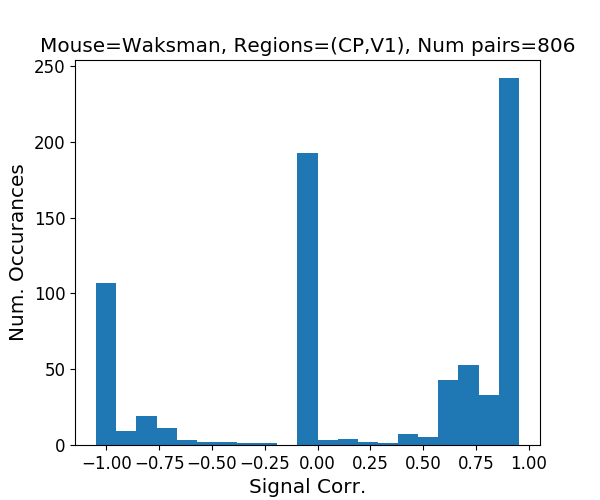 Mouse=Waksman, Regions=(CP,V1), Num pairs=806
250
200
150
100
50
0
Num. Occurances
−1.00 −0.75 −0.50 −0.25 0.00 0.25 0.50 0.75 1.00
Signal Corr.